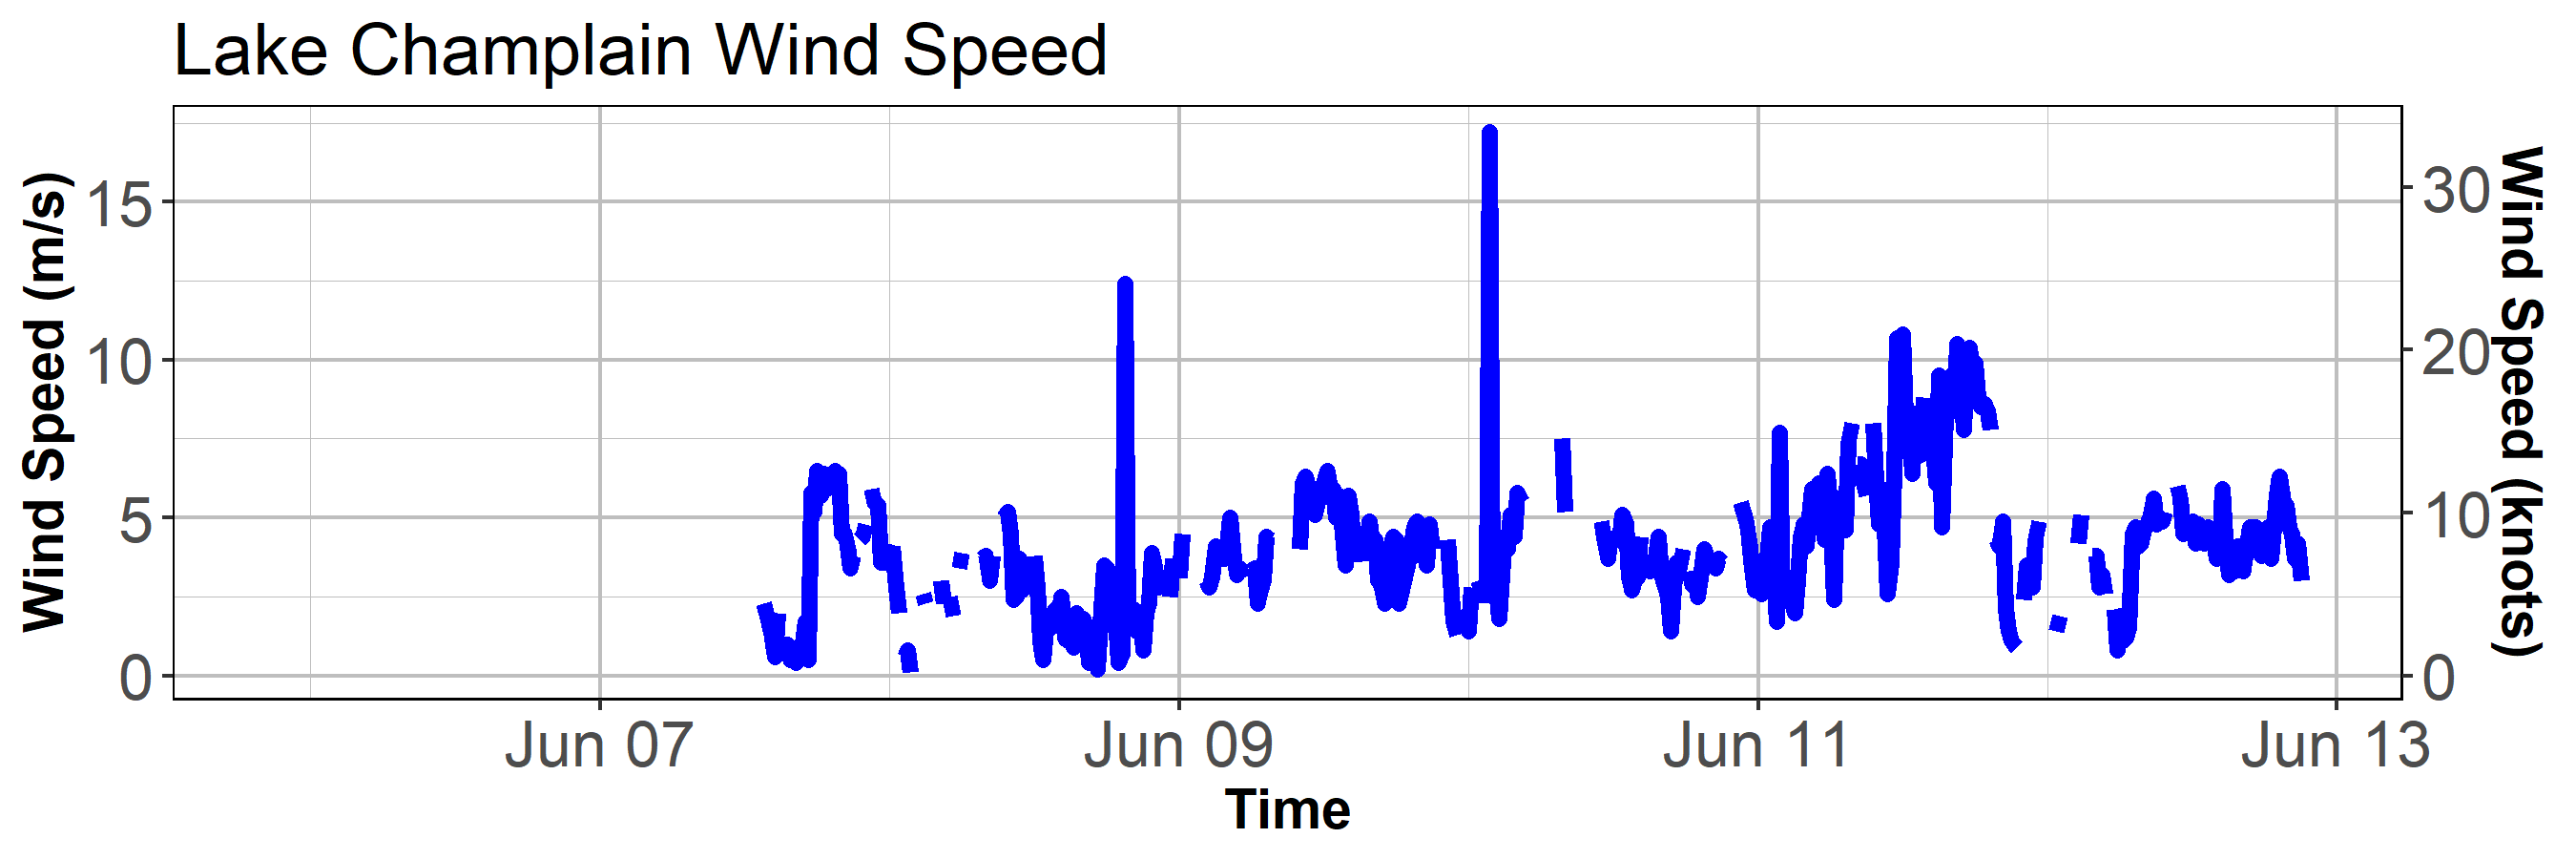 Lake Champlain Wind Speed
Wind Speed (m/s)
15
10
5
0
30
20
10
0
Wind Speed (knots)
Jun 07 Jun 09 Jun 11 Jun 13
Time